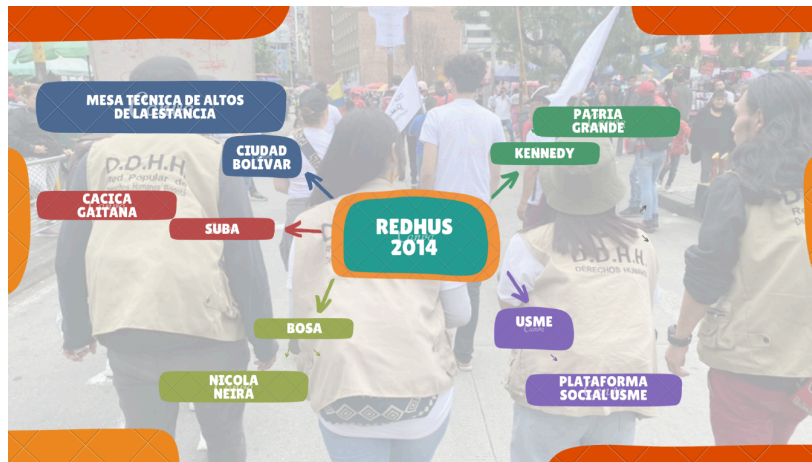 MESA TÉCNICA DE ALTOS
DE LA ESTANCIA
CIUDAD
BOLÍVAR
PATRIA
GRANDE
KENNEDY
CACICA
GAITANA
SUBA
REDHUS
2014
BOSA
USME
NICOLA
NEIRA
PLATAFORMA
SOCIAL USME
D.D.H.H.
D.D.H.H.
DERECHOS